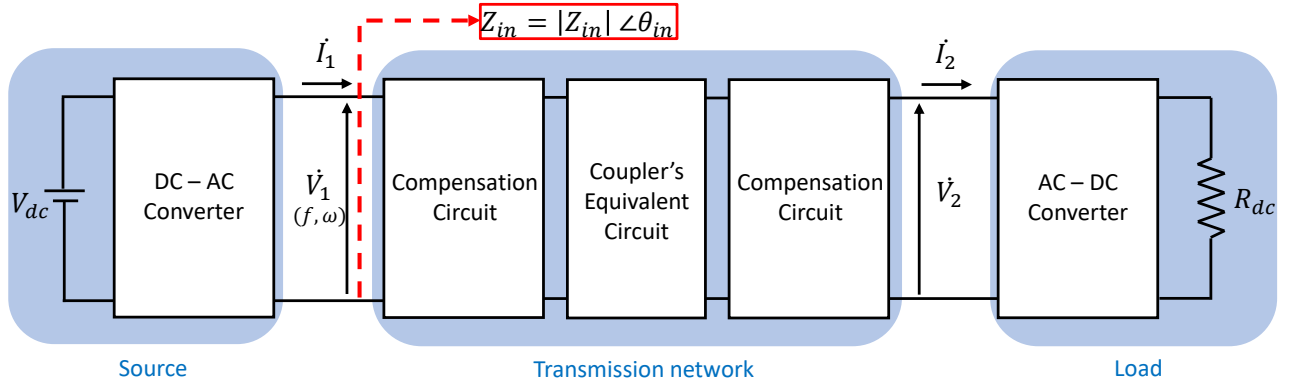 Z_in = |Z_in| ∠θ_in
İ_1
İ_2
V_dc
DC – AC
Converter
V̇_1
(f, ω)
Compensation
Circuit
Coupler's
Equivalent
Circuit
Compensation
Circuit
V̇_2
AC – DC
Converter
R_dc
Source
Transmission network
Load